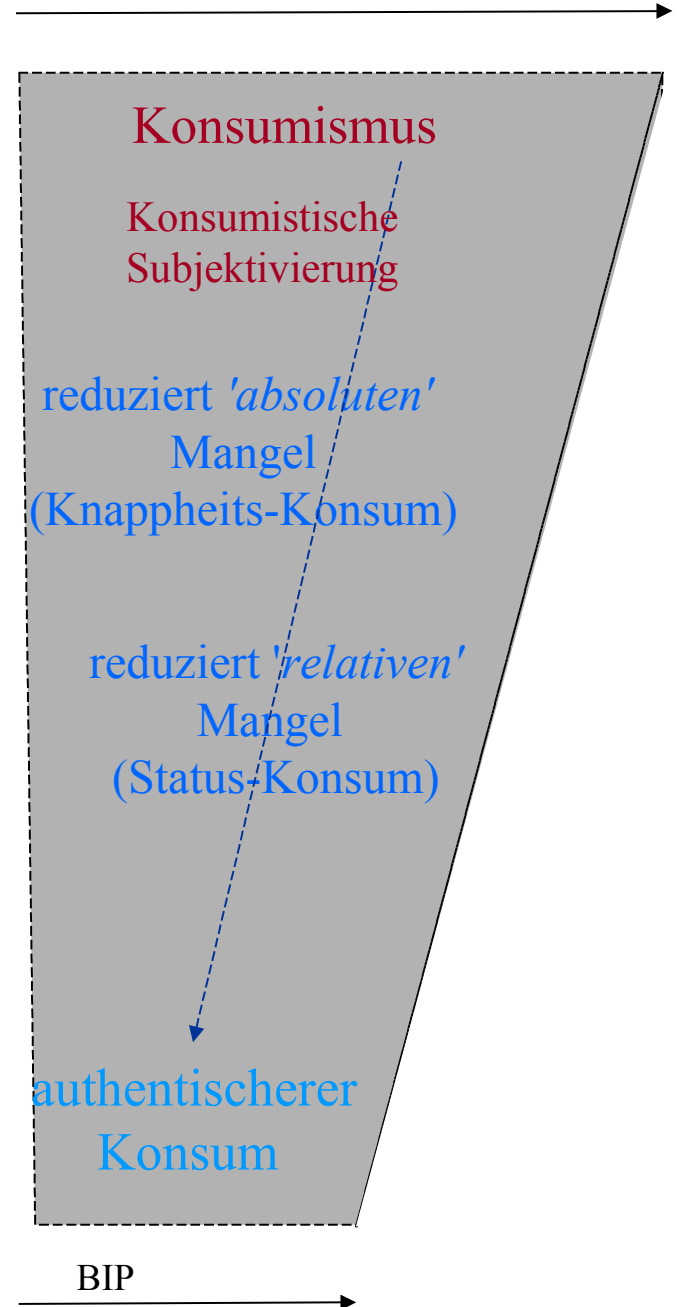 Konsumismus
Konsumistische
Subjektivierung
reduziert 'absoluten'
Mangel
(Knappheits-Konsum)
reduziert 'relativen'
Mangel
(Status-Konsum)
authentischerer
Konsum
BIP